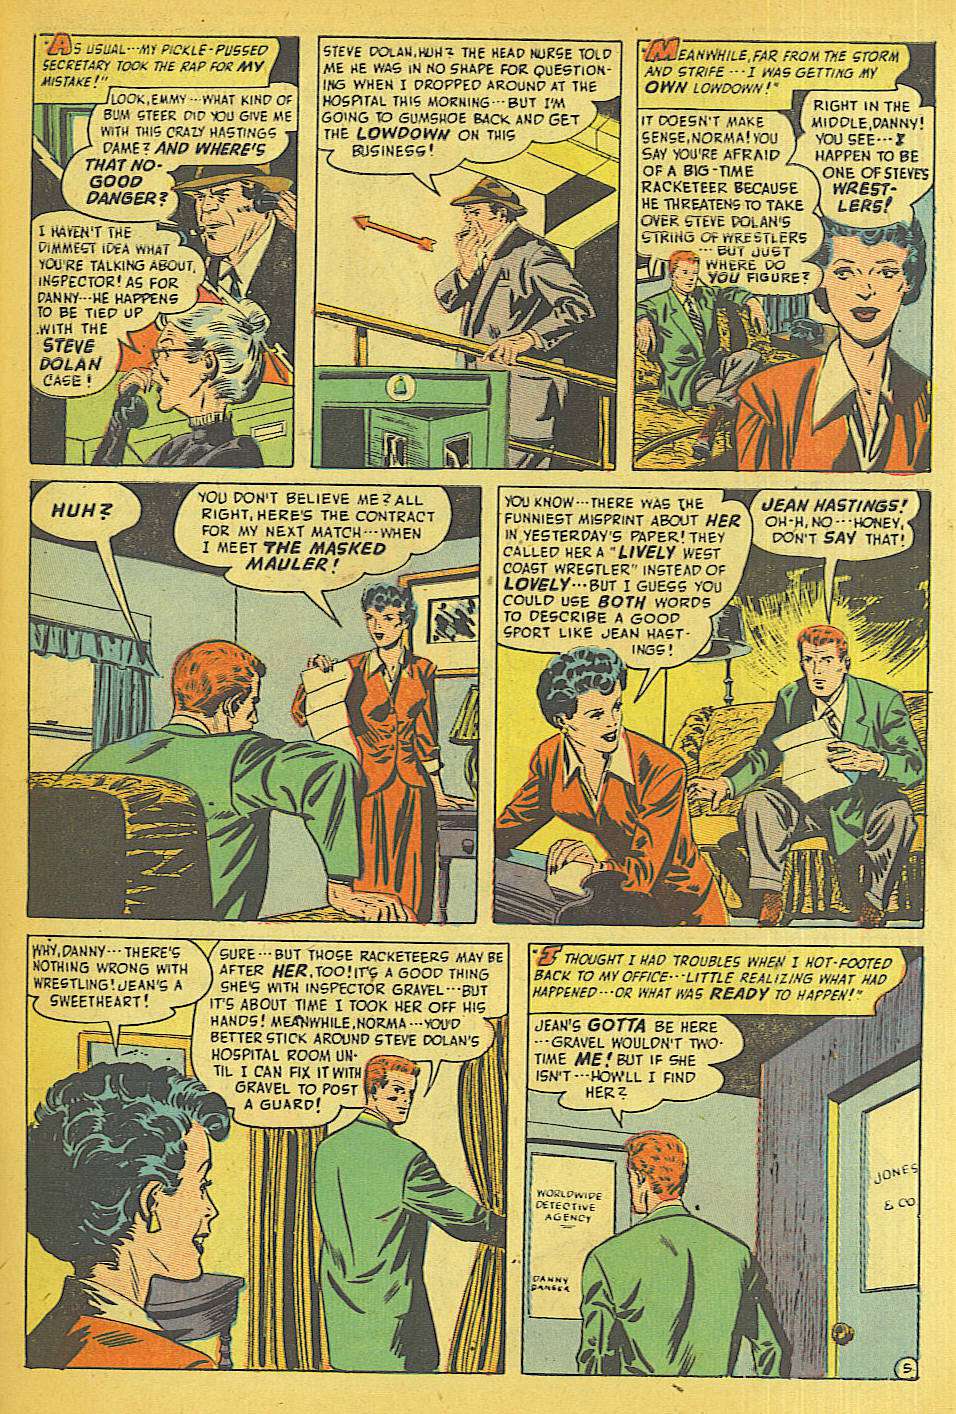 "AS USUAL---MY PICKLE-PUSSED
SECRETARY TOOK THE RAP FOR MY
MISTAKE!"
LOOK, EMMY---WHAT KIND OF
BUM STEER DID YOU GIVE ME
WITH THIS CRAZY HASTINGS
DAME? AND WHERE'S
THAT NO-
GOOD
DANGER?
I HAVEN'T THE
DIMMEST IDEA WHAT
YOU'RE TALKING ABOUT,
INSPECTOR! AS FOR
DANNY---HE HAPPENS
TO BE TIED UP
WITH THE
STEVE
DOLAN
CASE!
STEVE DOLAN, HUH? THE HEAD NURSE TOLD
ME HE WAS IN NO SHAPE FOR QUESTION-
ING WHEN I DROPPED AROUND AT THE
HOSPITAL THIS MORNING---BUT I'M
GOING TO GUMSHOE BACK AND GET
THE LOWDOWN ON THIS
BUSINESS!
"MEANWHILE, FAR FROM THE STORM
AND STRIFE---I WAS GETTING MY
OWN LOWDOWN!"
IT DOESN'T MAKE
SENSE, NORMA! YOU
SAY YOU'RE AFRAID
OF A BIG-TIME
RACKETEER BECAUSE
HE THREATENS TO TAKE
OVER STEVE DOLAN'S
STRING OF WRESTLERS
---BUT JUST
WHERE DO
YOU FIGURE?
RIGHT IN THE
MIDDLE, DANNY!
YOU SEE---I
HAPPEN TO BE
ONE OF STEVE'S
WREST-
LERS!
HUH?
YOU DON'T BELIEVE ME? ALL
RIGHT, HERE'S THE CONTRACT
FOR MY NEXT MATCH---WHEN
I MEET THE MASKED
MAULER!
YOU KNOW---THERE WAS THE
FUNNIEST MISPRINT ABOUT HER
IN YESTERDAY'S PAPER! THEY
CALLED HER A "LIVELY WEST
COAST WRESTLER" INSTEAD OF
LOVELY---BUT I GUESS YOU
COULD USE BOTH WORDS
TO DESCRIBE A GOOD
SPORT LIKE JEAN HAST-
INGS!
JEAN HASTINGS!
OH-H, NO---HONEY,
DON'T SAY THAT!
WHY, DANNY---THERE'S
NOTHING WRONG WITH
WRESTLING! JEAN'S A
SWEETHEART!
SURE---BUT THOSE RACKETEERS MAY BE
AFTER HER, TOO! IT'S A GOOD THING
SHE'S WITH INSPECTOR GRAVEL---BUT
IT'S ABOUT TIME I TOOK HER OFF HIS
HANDS! MEANWHILE, NORMA---YOU'D
BETTER STICK AROUND STEVE DOLAN'S
HOSPITAL ROOM UN-
TIL I CAN FIX IT WITH
GRAVEL TO POST
A GUARD!
"I THOUGHT I HAD TROUBLES WHEN I HOT-FOOTED
BACK TO MY OFFICE---LITTLE REALIZING WHAT HAD
HAPPENED---OR WHAT WAS READY TO HAPPEN!"
JEAN'S GOTTA BE HERE
---GRAVEL WOULDN'T TWO-
TIME ME! BUT IF SHE
ISN'T---HOW'LL I FIND
HER?
WORLDWIDE
DETECTIVE
AGENCY
DANNY
DANGER
JONES
& CO
5